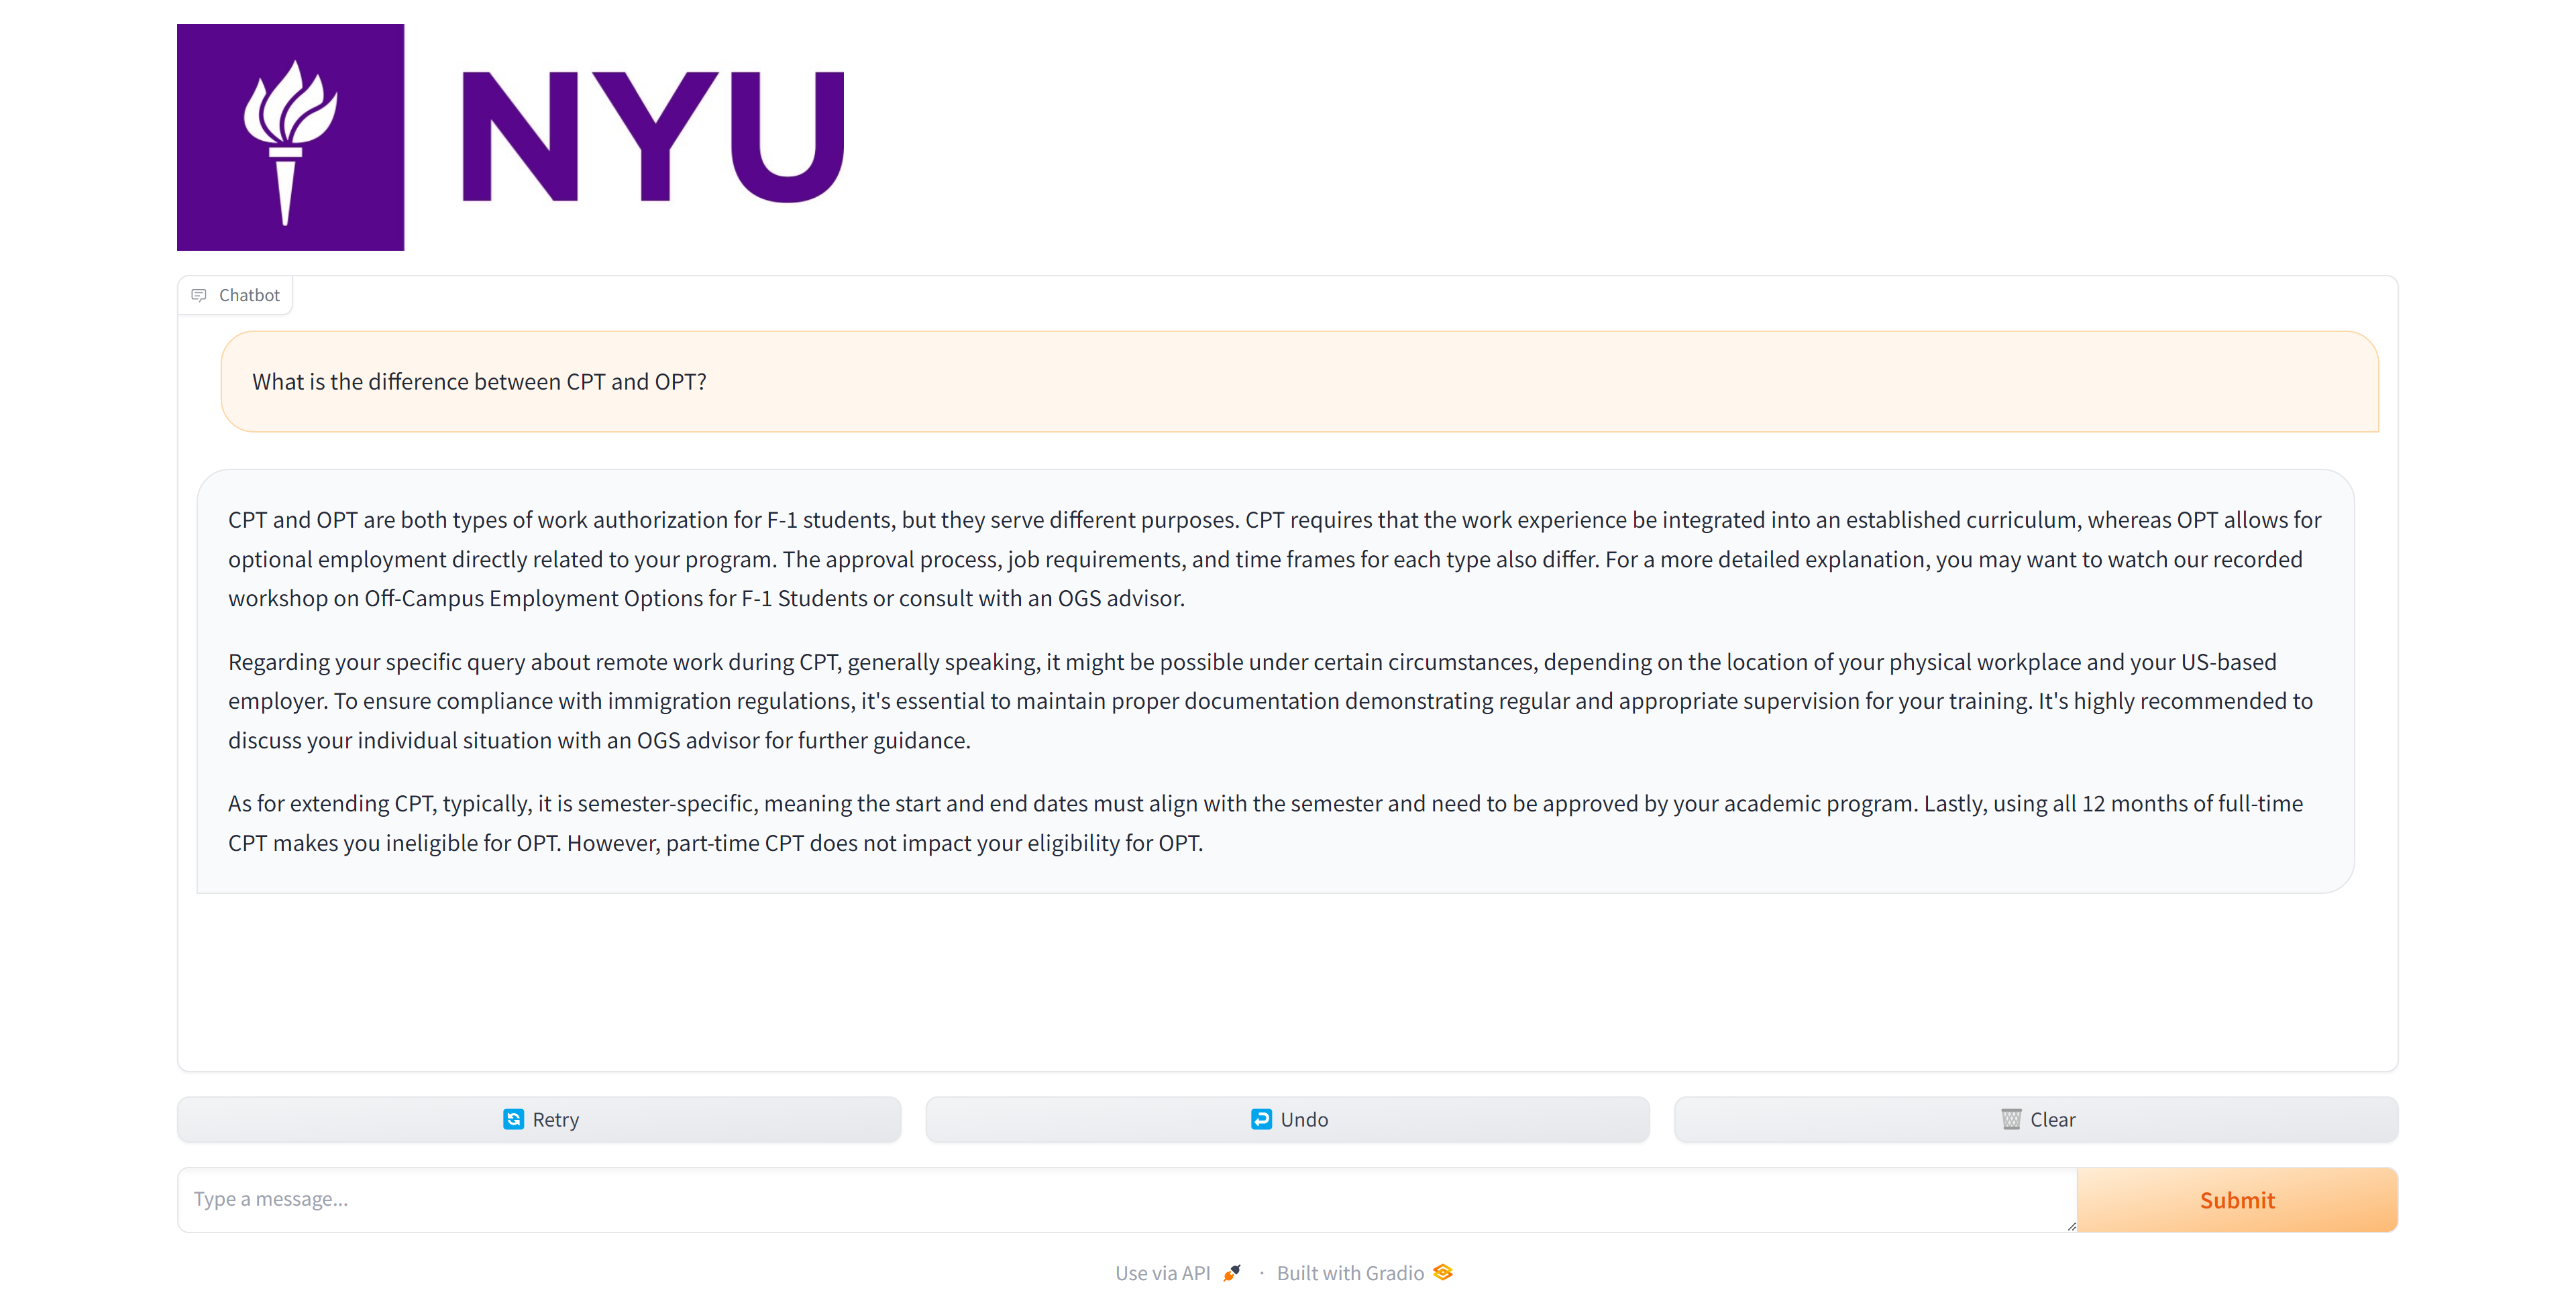 NYU
Chatbot
What is the difference between CPT and OPT?
CPT and OPT are both types of work authorization for F-1 students, but they serve different purposes. CPT requires that the work experience be integrated into an established curriculum, whereas OPT allows for
optional employment directly related to your program. The approval process, job requirements, and time frames for each type also differ. For a more detailed explanation, you may want to watch our recorded
workshop on Off-Campus Employment Options for F-1 Students or consult with an OGS advisor.
Regarding your specific query about remote work during CPT, generally speaking, it might be possible under certain circumstances, depending on the location of your physical workplace and your US-based
employer. To ensure compliance with immigration regulations, it's essential to maintain proper documentation demonstrating regular and appropriate supervision for your training. It's highly recommended to
discuss your individual situation with an OGS advisor for further guidance.
As for extending CPT, typically, it is semester-specific, meaning the start and end dates must align with the semester and need to be approved by your academic program. Lastly, using all 12 months of full-time
CPT makes you ineligible for OPT. However, part-time CPT does not impact your eligibility for OPT.
Retry
Undo
Clear
Type a message...
Submit
Use via API · Built with Gradio